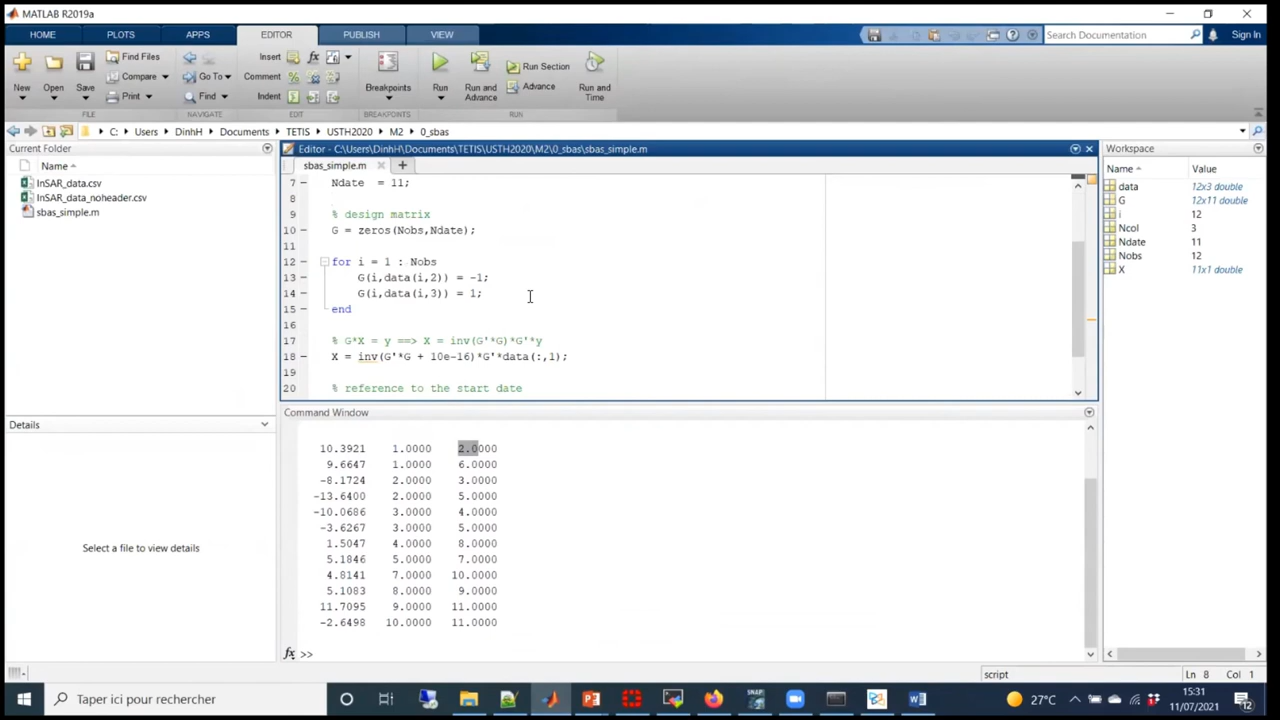 MATLAB R2019a
HOME PLOTS APPS EDITOR PUBLISH VIEW
Search Documentation
Sign In
New Open Save
Find Files
Compare
Print
Go To
Find
Insert
Comment
Indent
Breakpoints
Run
Run and Advance
Run Section
Advance
Run and Time
FILE NAVIGATE EDIT BREAKPOINTS RUN
C: Users DinhH Documents TETIS USTH2020 M2 0_sbas
Current Folder
Name
InSAR_data.csv
InSAR_data_noheader.csv
sbas_simple.m
Details
Select a file to view details
Editor - C:\Users\DinhH\Documents\TETIS\USTH2020\M2\0_sbas\sbas_simple.m
sbas_simple.m
7 Ndate = 11;
8
9 % design matrix
10 G = zeros(Nobs,Ndate);
11
12 for i = 1 : Nobs
13 G(i,data(i,2)) = -1;
14 G(i,data(i,3)) = 1;
15 end
16
17 % G*X = y ==> X = inv(G'*G)*G'*y
18 X = inv(G'*G + 10e-16)*G'*data(:,1);
19
20 % reference to the start date
Command Window
10.3921 1.0000 2.0000
9.6647 1.0000 6.0000
-8.1724 2.0000 3.0000
-13.6400 2.0000 5.0000
-10.0686 3.0000 4.0000
-3.6267 3.0000 5.0000
1.5047 4.0000 8.0000
5.1846 5.0000 7.0000
4.8141 7.0000 10.0000
5.1083 8.0000 9.0000
11.7095 9.0000 11.0000
-2.6498 10.0000 11.0000
fx >>
Workspace
Name Value
data 12x3 double
G 12x11 double
i 12
Ncol 3
Ndate 11
Nobs 12
X 11x1 double
script Ln 8 Col 1
Taper ici pour rechercher
SNAP
27°C
15:31
11/07/2021
12